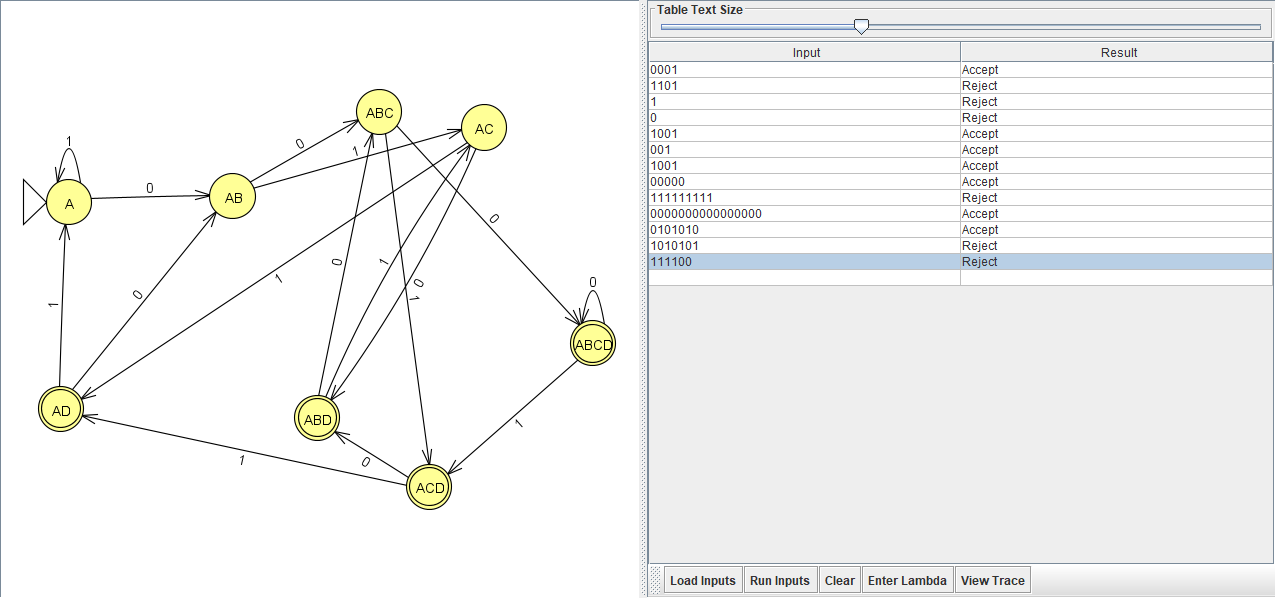 Table Text Size
Input Result
0001 Accept
1101 Reject
1 Reject
0 Reject
1001 Accept
001 Accept
1001 Accept
00000 Accept
111111111 Reject
0000000000000000 Accept
0101010 Accept
1010101 Reject
111100 Reject
Load Inputs Run Inputs Clear Enter Lambda View Trace
ABC
AC
1
0
1
0
A
AB
0
0
1
0
1
0
1
1
0
ABCD
AD
ABD
1
1
0
ACD